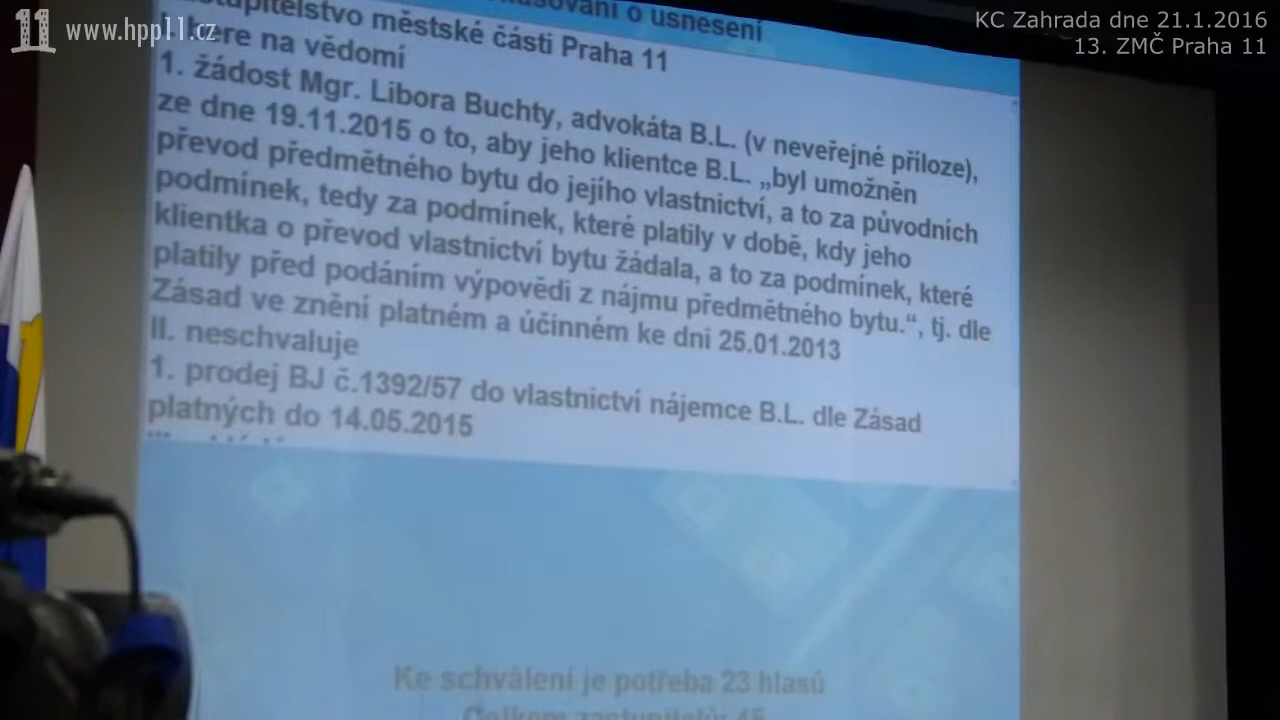 11 www.hpp11.cz
KC Zahrada dne 21.1.2016
13. ZMČ Praha 11
o usnesení
městské části Praha 11
na vědomí
1. žádost Mgr. Libora Buchty, advokáta B.L. (v neveřejné příloze),
ze dne 19.11.2015 o to, aby jeho klientce B.L. „byl umožněn
převod předmětného bytu do jejího vlastnictví, a to za původních
podmínek, tedy za podmínek, které platily v době, kdy jeho
klientka o převod vlastnictví bytu žádala, a to za podmínek, které
platily před podáním výpovědi z nájmu předmětného bytu.“, tj. dle
Zásad ve znění platném a účinném ke dni 25.01.2013
II. neschvaluje
1. prodej BJ č.1392/57 do vlastnictví nájemce B.L. dle Zásad
platných do 14.05.2015
Ke schválení je potřeba 23 hlasů